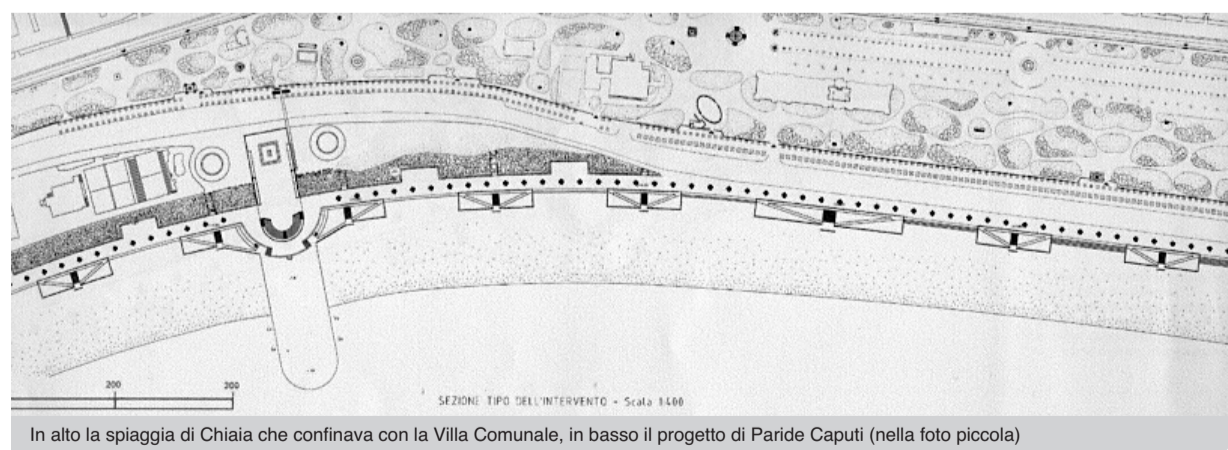 200
300
SEZIONE TIPO DELL'INTERVENTO - Scala 1:400
In alto la spiaggia di Chiaia che confinava con la Villa Comunale, in basso il progetto di Paride Caputi (nella foto piccola)